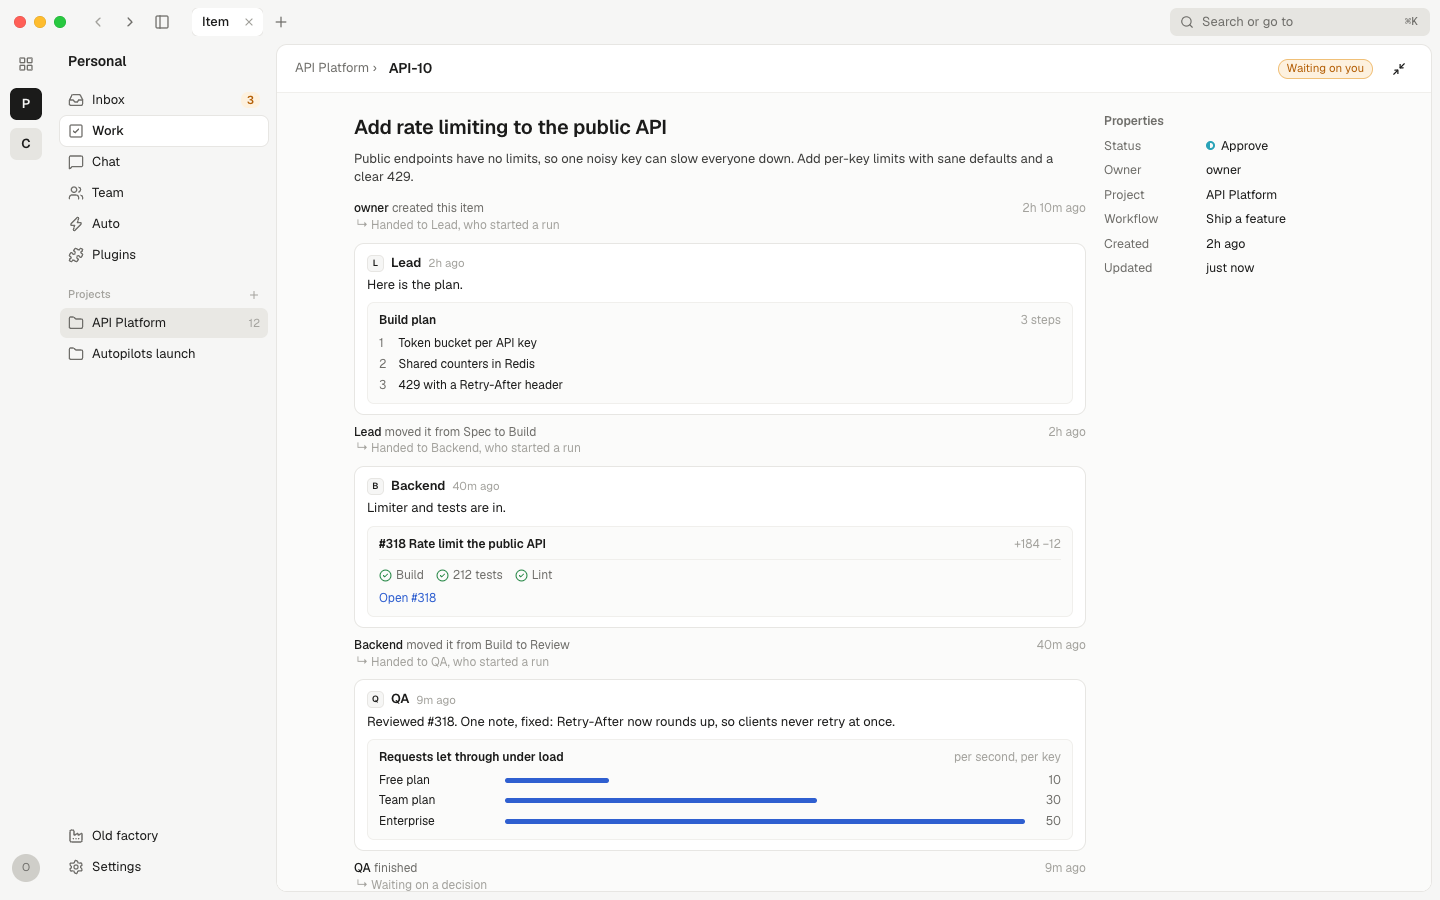 Item
Search or go to
⌘K
Personal
P
C
Inbox 3
Work
Chat
Team
Auto
Plugins
Projects
API Platform 12
Autopilots launch
Old factory
Settings
O
API Platform › API-10
Waiting on you
Add rate limiting to the public API
Public endpoints have no limits, so one noisy key can slow everyone down. Add per-key limits with sane defaults and a
clear 429.
owner created this item 2h 10m ago
Handed to Lead, who started a run
L Lead 2h ago
Here is the plan.
Build plan 3 steps
1 Token bucket per API key
2 Shared counters in Redis
3 429 with a Retry-After header
Lead moved it from Spec to Build 2h ago
Handed to Backend, who started a run
B Backend 40m ago
Limiter and tests are in.
#318 Rate limit the public API +184 −12
Build 212 tests Lint
Open #318
Backend moved it from Build to Review 40m ago
Handed to QA, who started a run
Q QA 9m ago
Reviewed #318. One note, fixed: Retry-After now rounds up, so clients never retry at once.
Requests let through under load per second, per key
Free plan 10
Team plan 30
Enterprise 50
QA finished 9m ago
Waiting on a decision
Properties
Status Approve
Owner owner
Project API Platform
Workflow Ship a feature
Created 2h ago
Updated just now